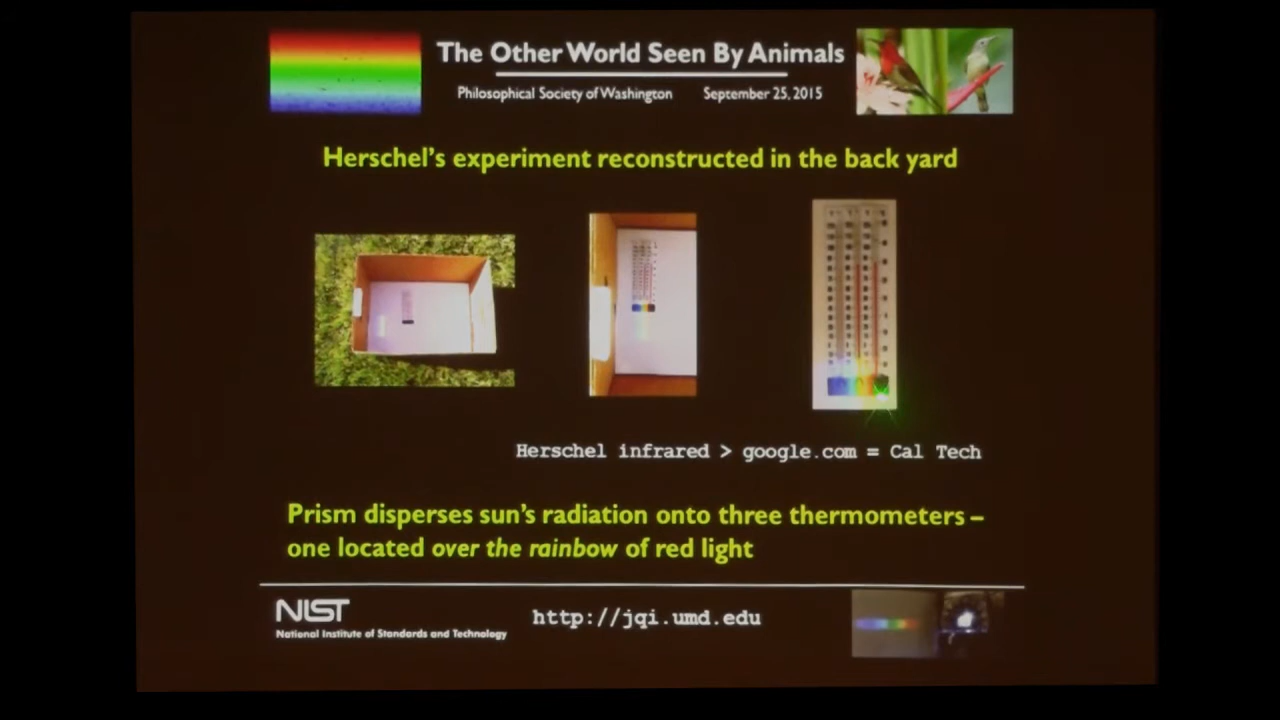 The Other World Seen By Animals
Philosophical Society of Washington September 25, 2015
Herschel's experiment reconstructed in the back yard
Herschel infrared > google.com = Cal Tech
Prism disperses sun's radiation onto three thermometers –
one located over the rainbow of red light
NIST
National Institute of Standards and Technology
http://jqi.umd.edu